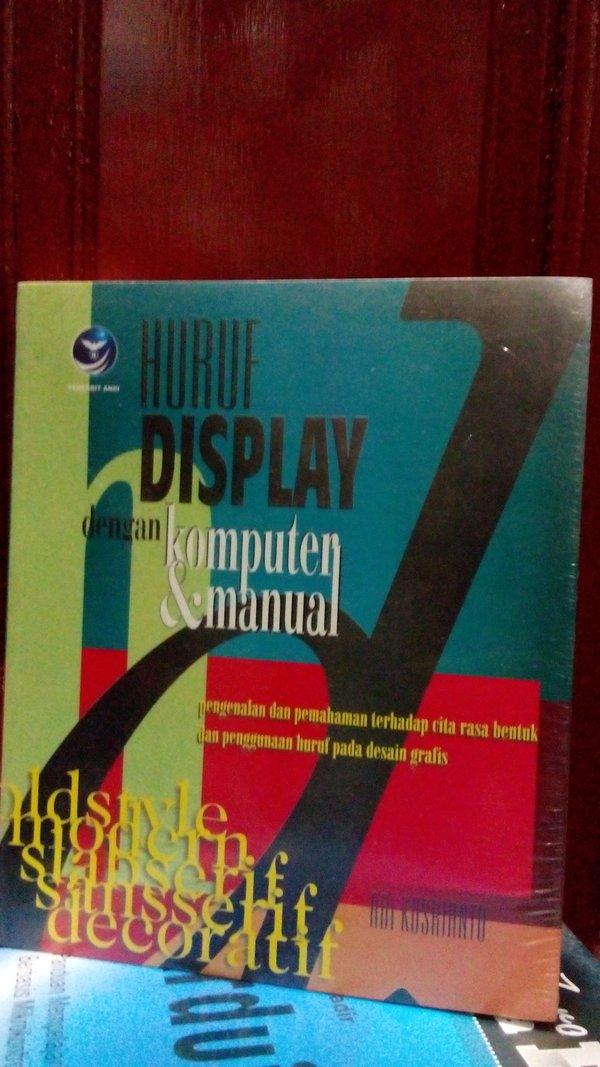 HURUF
PENERBIT ANDI
DISPLAY
dengan komputer
& manual
pengenalan dan pemahaman terhadap cita rasa bentuk
dan penggunaan huruf pada desain grafis
oldstyle
modern
slabserif
sansserif
decoratif
ADI KUSRIANTO